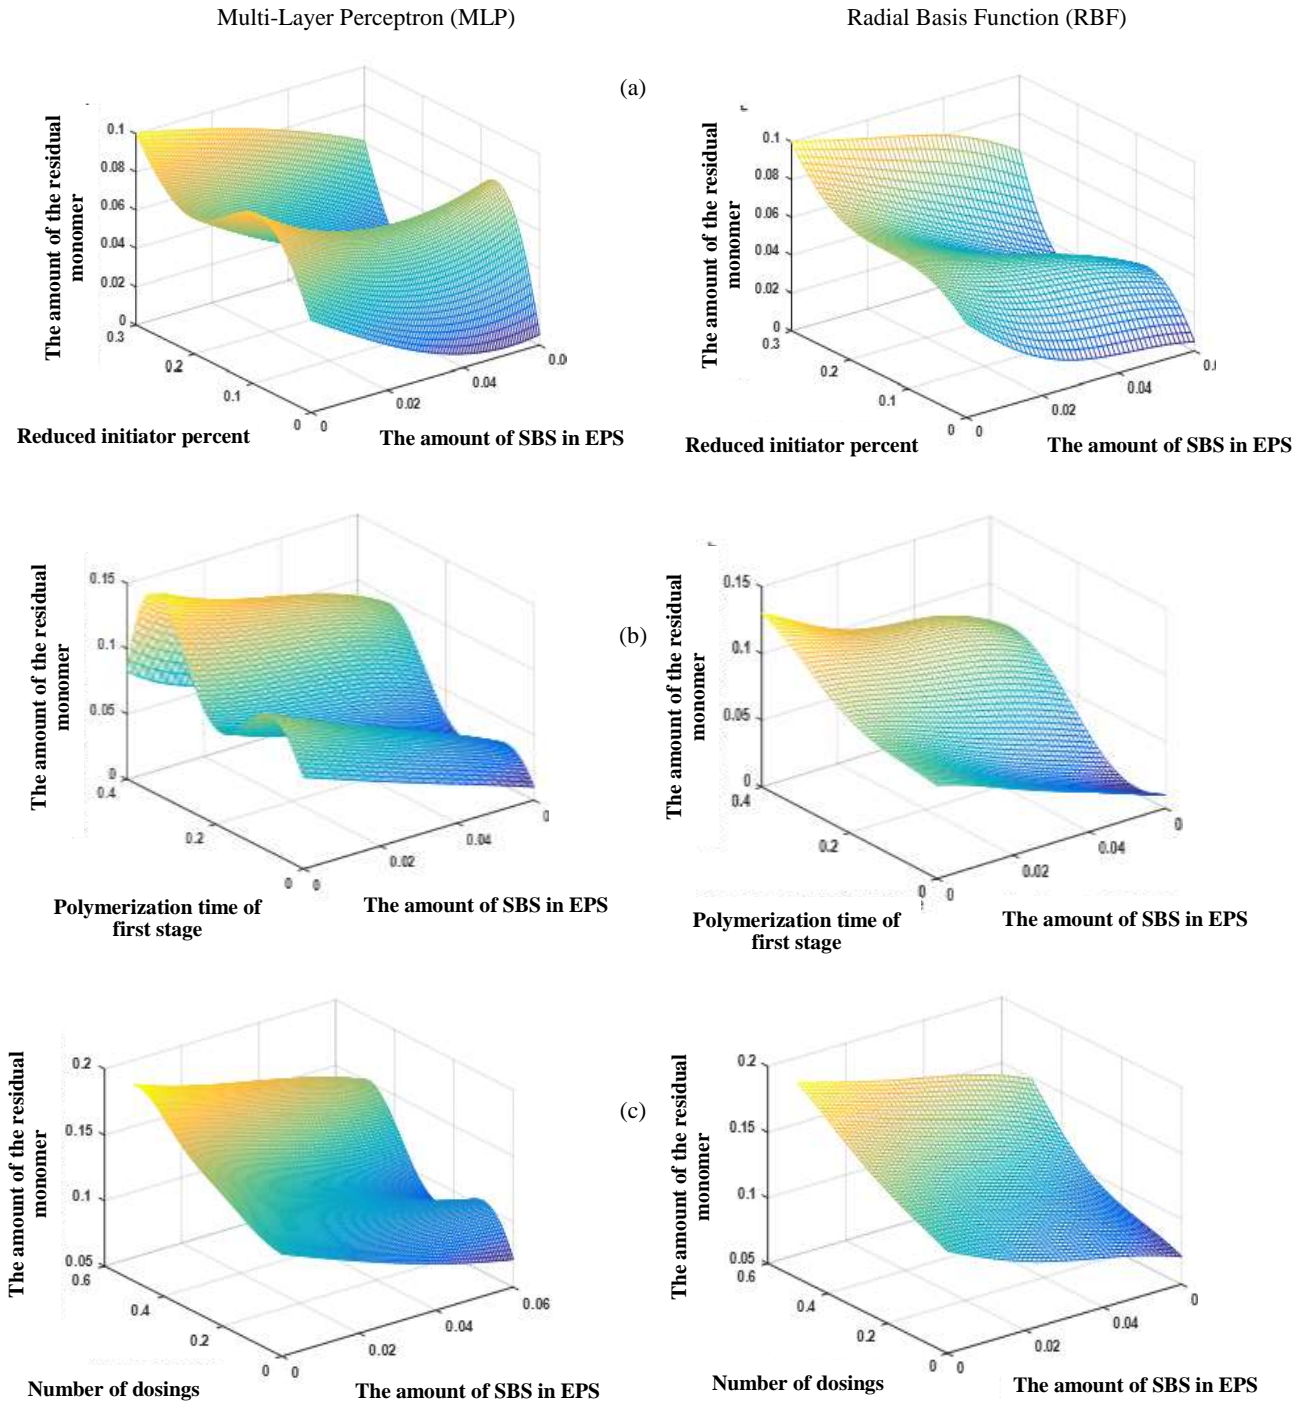 Multi-Layer Perceptron (MLP)
Radial Basis Function (RBF)
(a)
The amount of the residual
monomer
0.1
0.08
0.06
0.04
0.02
0
0.3
0.2
0.1
0
0
0.02
0.04
0.0
Reduced initiator percent
The amount of SBS in EPS
The amount of the residual
monomer
0.1
0.08
0.06
0.04
0.02
0
0.3
0.2
0.1
0
0
0.02
0.04
Reduced initiator percent
The amount of SBS in EPS
(b)
The amount of the residual
monomer
0.15
0.1
0.05
0
0.4
0.2
0
0
0.02
0.04
0
Polymerization time of
first stage
The amount of SBS in EPS
The amount of the residual
monomer
0.15
0.1
0.05
0
0.4
0.2
0
0
0.02
0.04
0
Polymerization time of
first stage
The amount of SBS in EPS
(c)
The amount of the residual
monomer
0.2
0.15
0.1
0.05
0.6
0.4
0.2
0
0
0.02
0.04
0.06
Number of dosings
The amount of SBS in EPS
The amount of the residual
monomer
0.2
0.15
0.1
0.05
0.6
0.4
0.2
0
0
0.02
0.04
0
Number of dosings
The amount of SBS in EPS